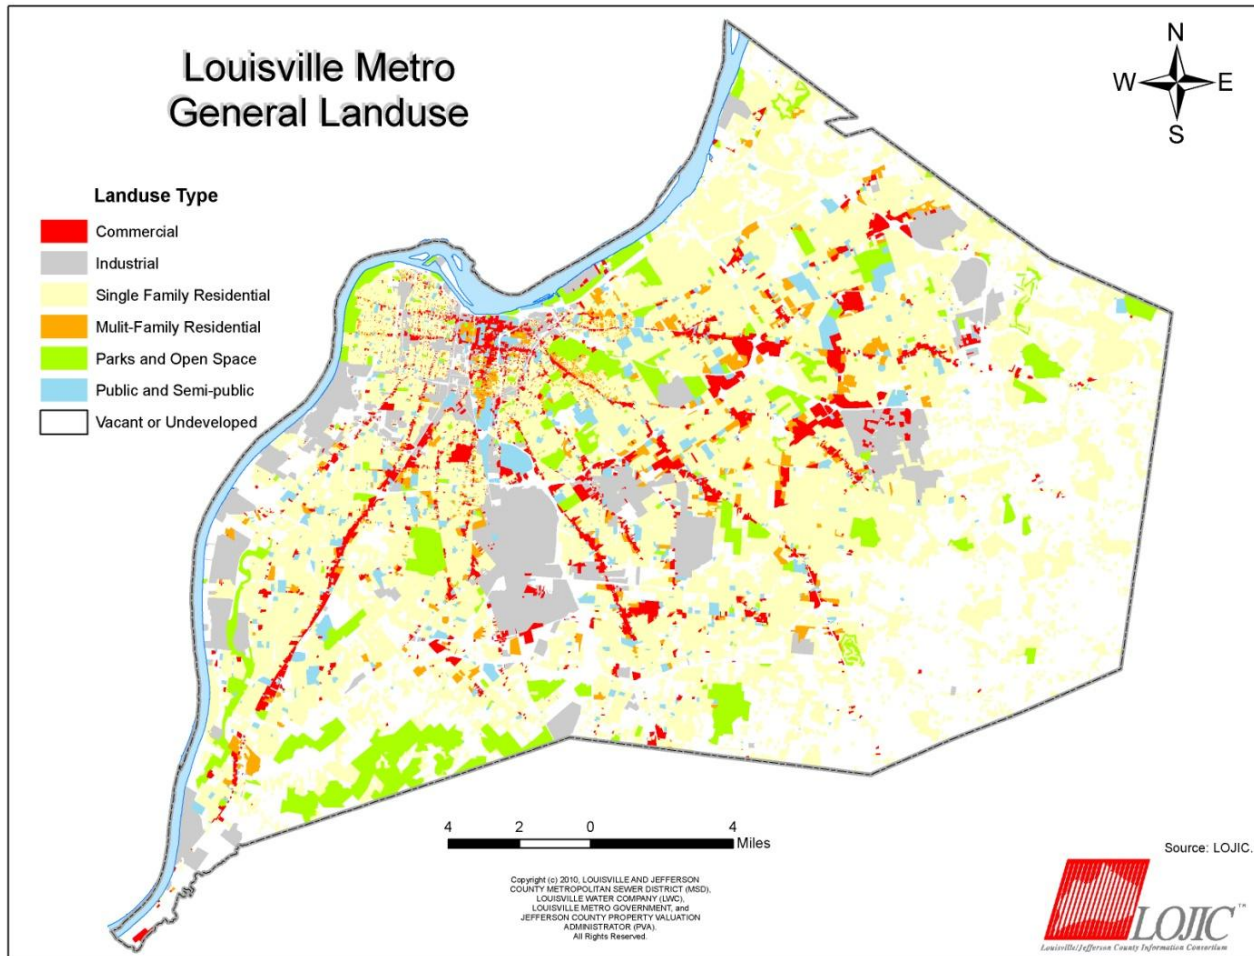 Louisville Metro
General Landuse
N
W E
S
Landuse Type
Commercial
Industrial
Single Family Residential
Mulit-Family Residential
Parks and Open Space
Public and Semi-public
Vacant or Undeveloped
4 2 0 4
Miles
Source: LOJIC.
Copyright (c) 2010, LOUISVILLE AND JEFFERSON
COUNTY METROPOLITAN SEWER DISTRICT (MSD),
LOUISVILLE WATER COMPANY (LWC),
LOUISVILLE METRO GOVERNMENT, and
JEFFERSON COUNTY PROPERTY VALUATION
ADMINISTRATOR (PVA).
All Rights Reserved.
LOJIC™
Louisville/Jefferson County Information Consortium